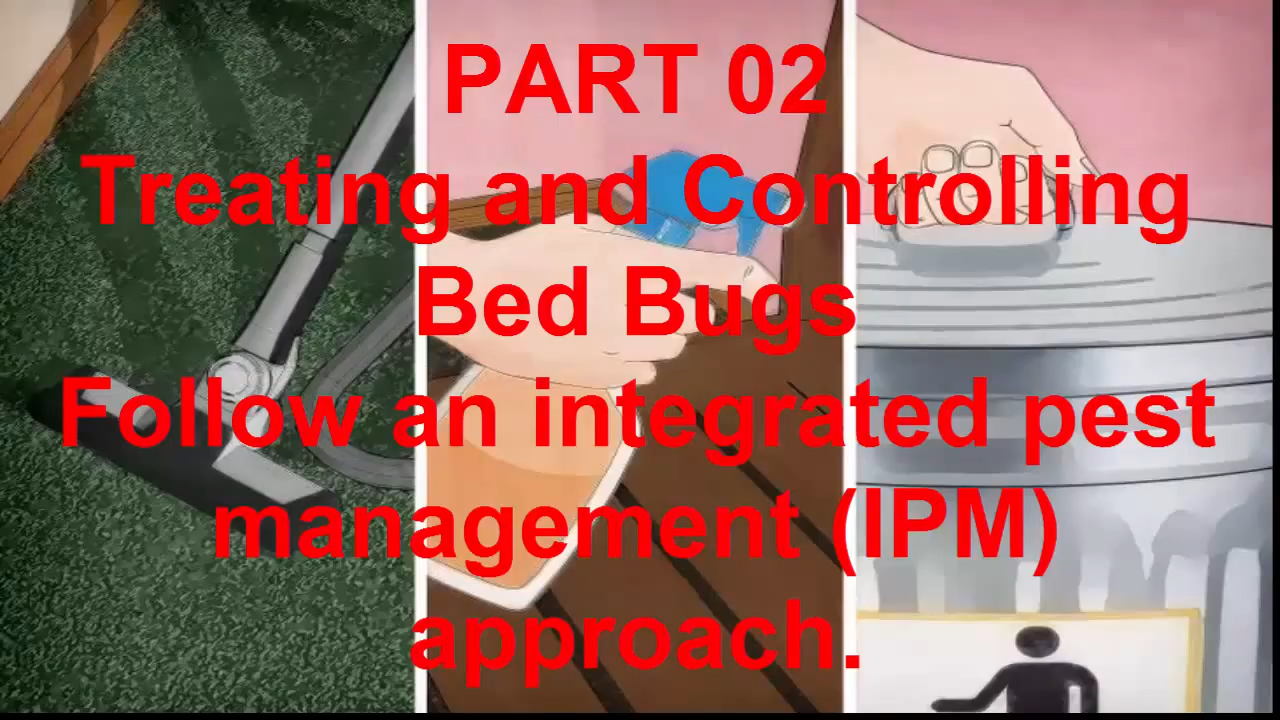 PART 02
Treating and Controlling
Bed Bugs
Follow an integrated pest
management (IPM)
approach.